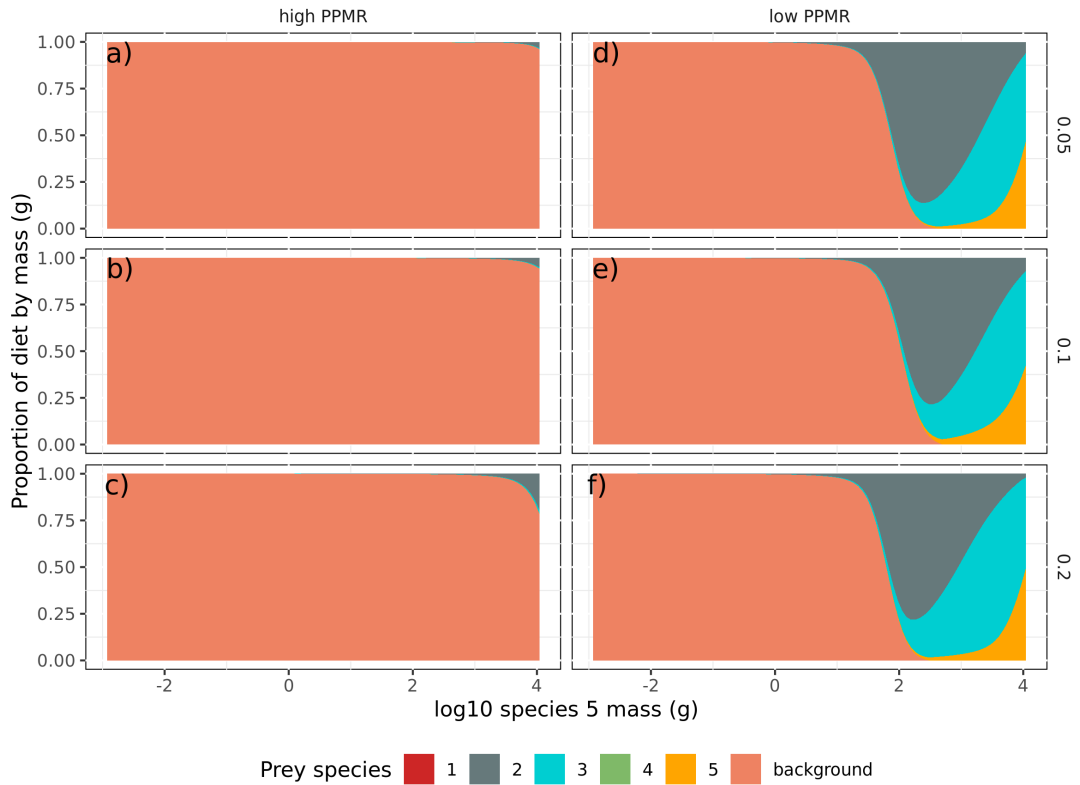 high PPMR low PPMR
a) d)
1.00
0.75
0.50
0.25
0.00
0.05
b) e)
1.00
0.75
0.50
0.25
0.00
0.1
c) f)
1.00
0.75
0.50
0.25
0.00
0.2
Proportion of diet by mass (g)
-2 0 2 4 -2 0 2 4
log10 species 5 mass (g)
Prey species 1 2 3 4 5 background